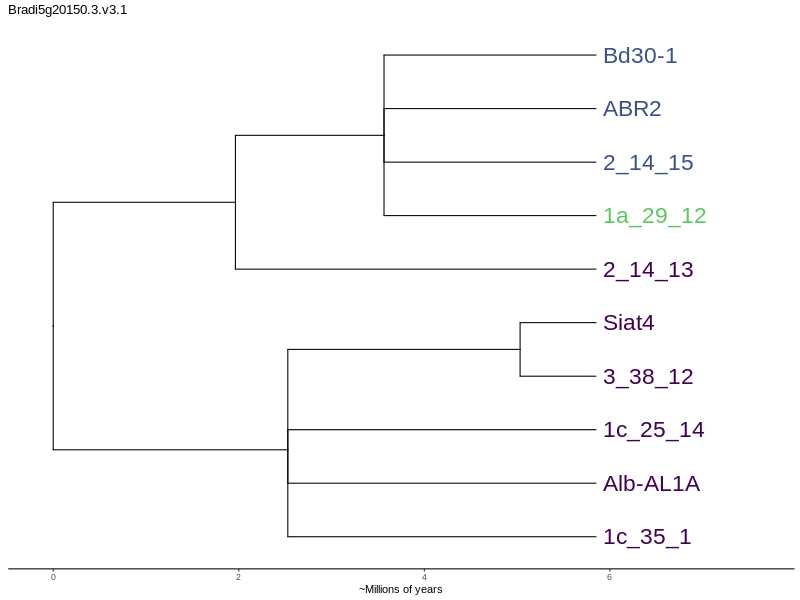 Bradi5g20150.3.v3.1
Bd30-1
ABR2
2_14_15
1a_29_12
2_14_13
Siat4
3_38_12
1c_25_14
Alb-AL1A
1c_35_1
0 2 4 6
~Millions of years